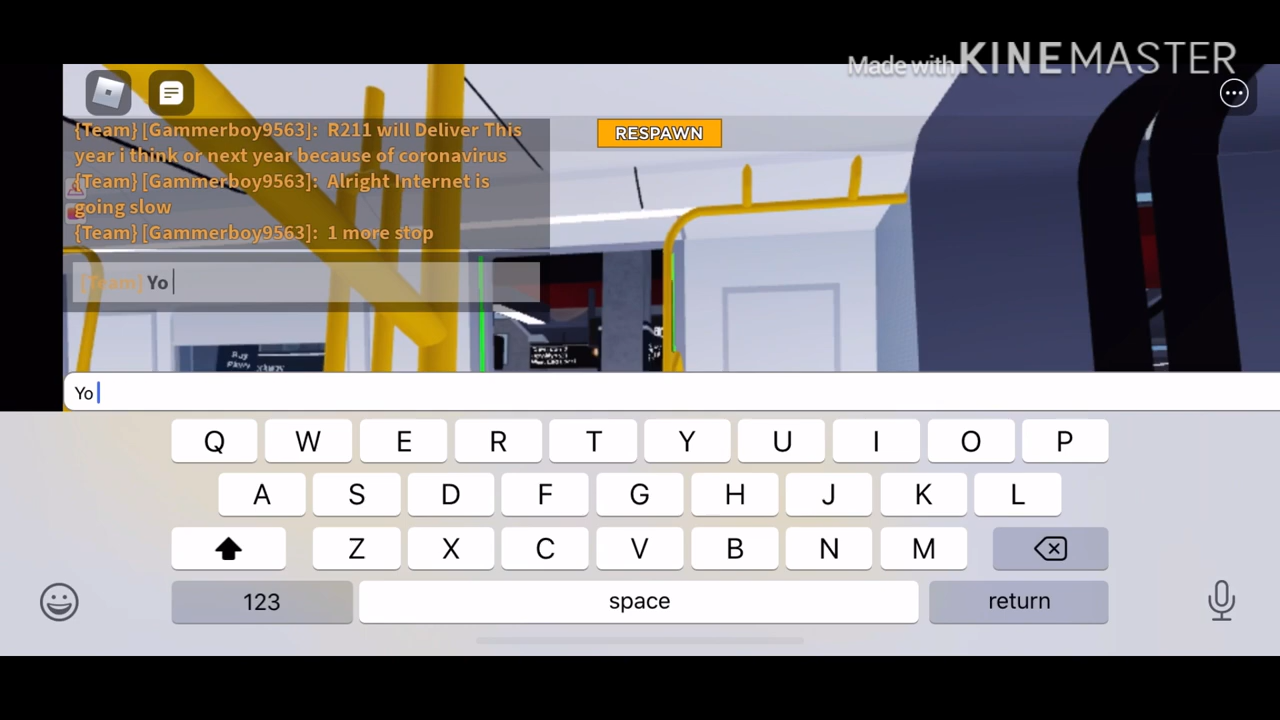 Made with KINEMASTER
{Team} [Gammerboy9563]: R211 will Deliver This
year i think or next year because of coronavirus
{Team} [Gammerboy9563]: Alright Internet is
going slow
{Team} [Gammerboy9563]: 1 more stop
RESPAWN
[Team] Yo
Yo
Q W E R T Y U I O P
A S D F G H J K L
Z X C V B N M
123 space return